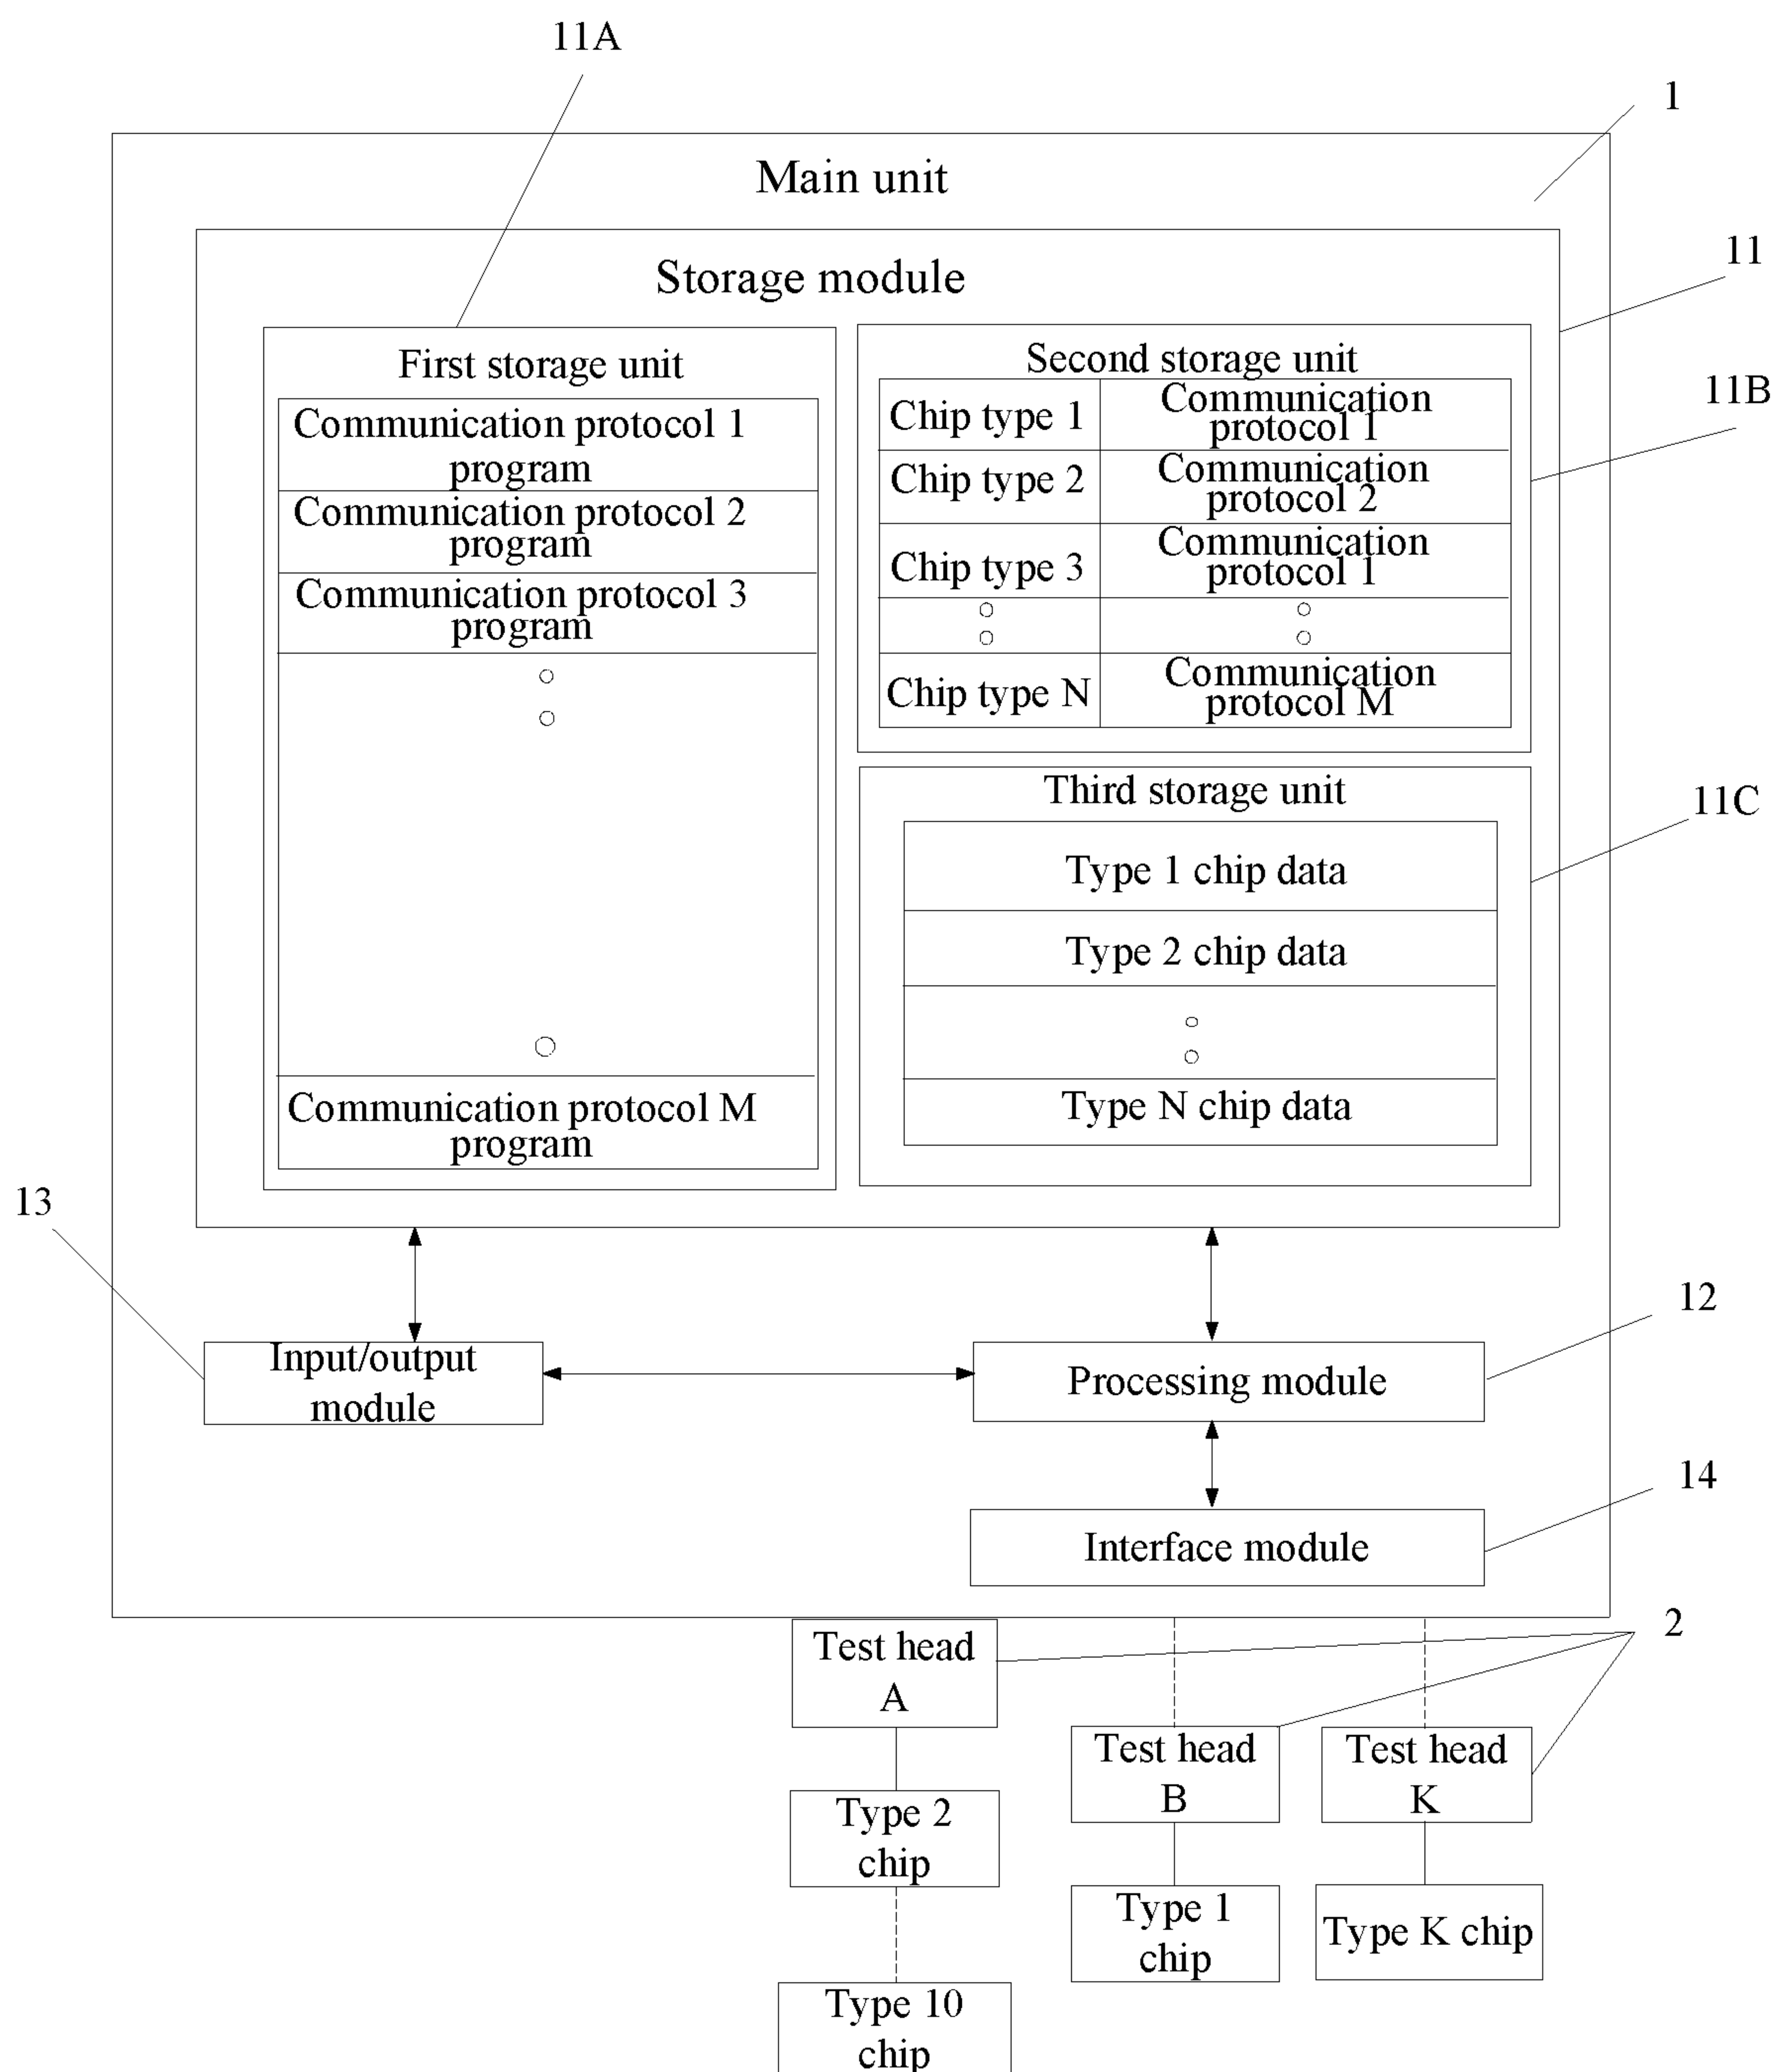 11A
1
Main unit
11
Storage module
First storage unit
Communication protocol 1
program
Communication protocol 2
program
Communication protocol 3
program
Communication protocol M
program
Second storage unit
11B
Chip type 1
Communication
protocol 1
Chip type 2
Communication
protocol 2
Chip type 3
Communication
protocol 1
Chip type N
Communication
protocol M
Third storage unit
11C
Type 1 chip data
Type 2 chip data
Type N chip data
13
12
Input/output
module
Processing module
14
Interface module
2
Test head
A
Test head
B
Test head
K
Type 2
chip
Type 1
chip
Type K chip
Type 10
chip